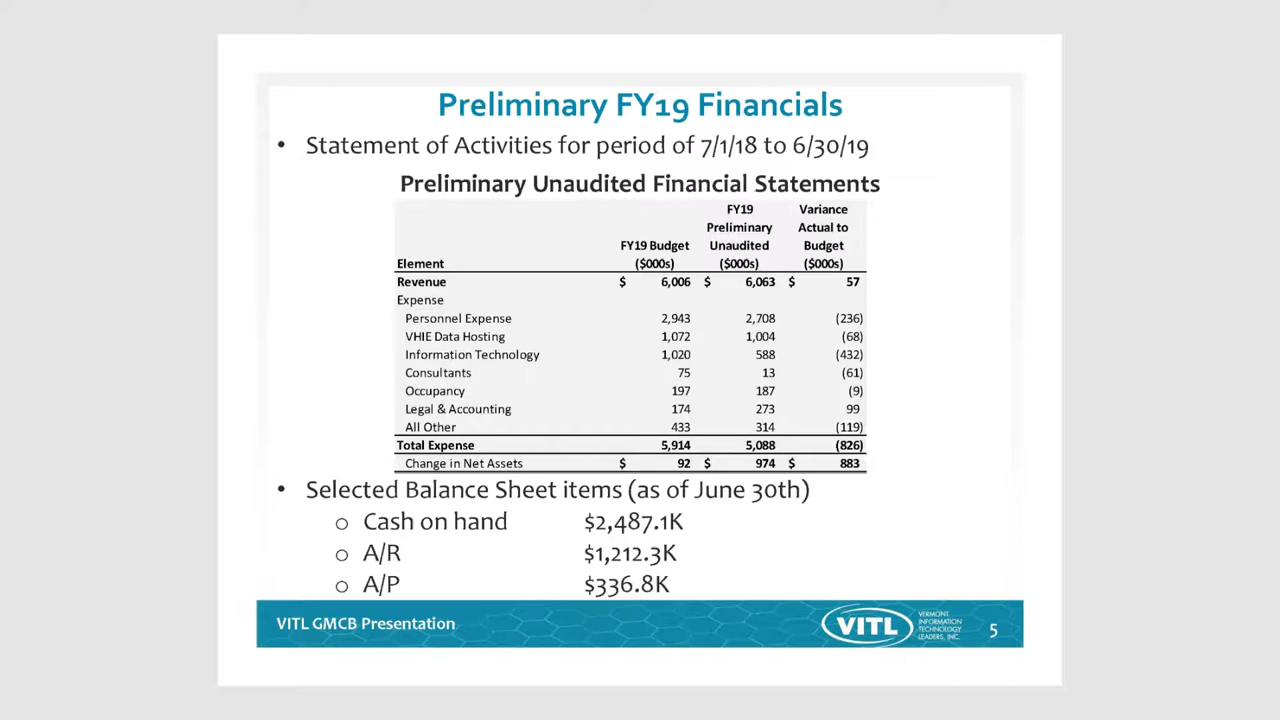 Preliminary FY19 Financials
• Statement of Activities for period of 7/1/18 to 6/30/19
Preliminary Unaudited Financial Statements
FY19 Variance
Preliminary Actual to
FY19 Budget Unaudited Budget
Element ($000s) ($000s) ($000s)
Revenue $ 6,006 $ 6,063 $ 57
Expense
Personnel Expense 2,943 2,708 (236)
VHIE Data Hosting 1,072 1,004 (68)
Information Technology 1,020 588 (432)
Consultants 75 13 (61)
Occupancy 197 187 (9)
Legal & Accounting 174 273 99
All Other 433 314 (119)
Total Expense 5,914 5,088 (826)
Change in Net Assets $ 92 $ 974 $ 883
• Selected Balance Sheet items (as of June 30th)
o Cash on hand $2,487.1K
o A/R $1,212.3K
o A/P $336.8K
VITL GMCB Presentation
VITL
VERMONT
INFORMATION
TECHNOLOGY
LEADERS, INC.
5